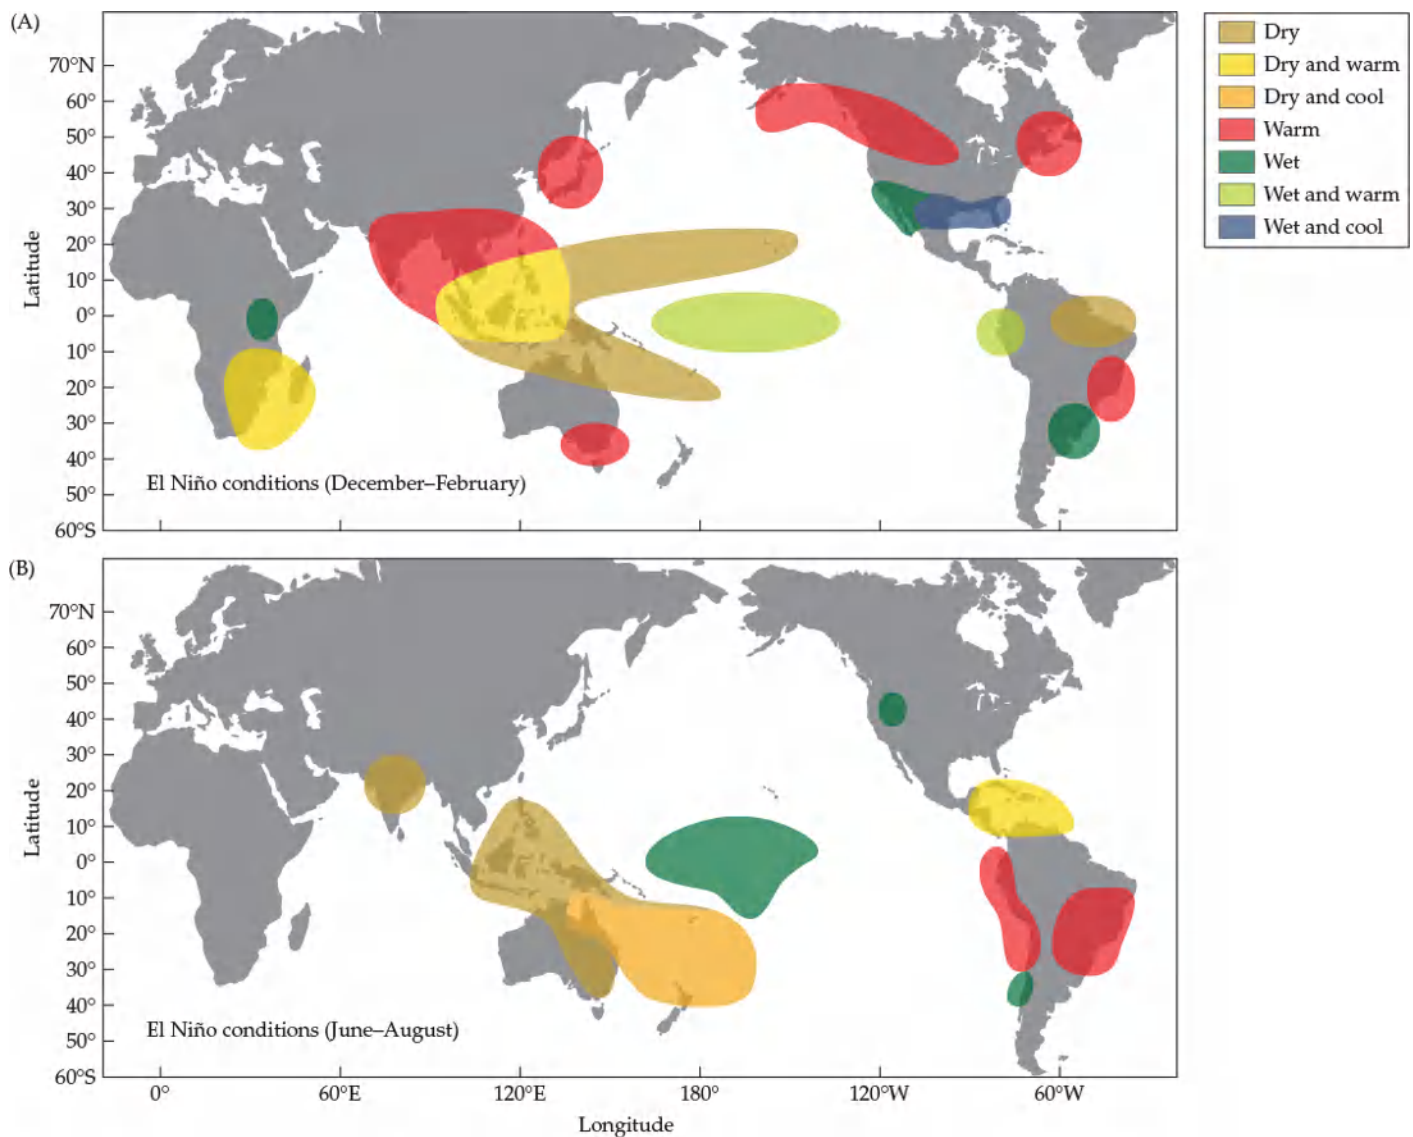 (A)
Dry
Dry and warm
Dry and cool
Warm
Wet
Wet and warm
Wet and cool
Latitude
70°N
60°
50°
40°
30°
20°
10°
0°
10°
20°
30°
40°
50°
60°S
El Niño conditions (December–February)
(B)
Latitude
70°N
60°
50°
40°
30°
20°
10°
0°
10°
20°
30°
40°
50°
60°S
El Niño conditions (June–August)
0° 60°E 120°E 180° 120°W 60°W
Longitude